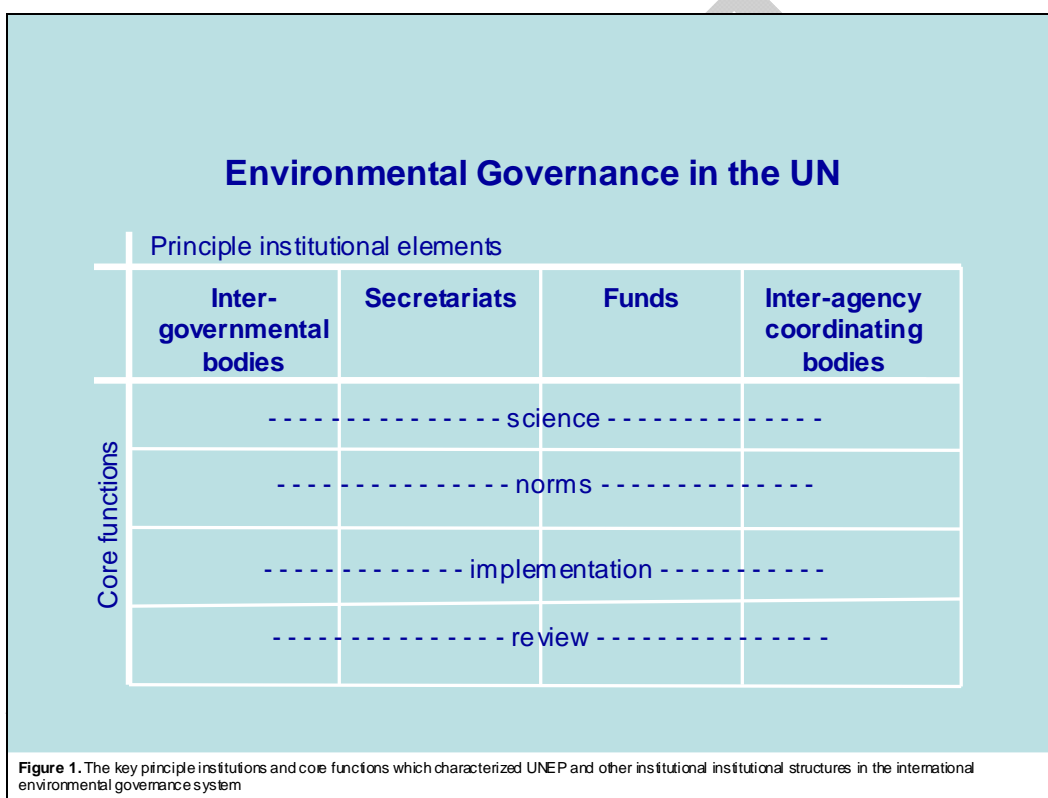 Environmental Governance in the UN
Principle institutional elements
Inter-
governmental
bodies
Secretariats
Funds
Inter-agency
coordinating
bodies
Core functions
- - - - - - - - - - - - - - - science - - - - - - - - - - - - - -
- - - - - - - - - - - - - - - norms - - - - - - - - - - - - - -
- - - - - - - - - - - - - implementation - - - - - - - - - - -
- - - - - - - - - - - - - - - review - - - - - - - - - - - - - - -
Figure 1. The key principle institutions and core functions which characterized UNEP and other institutional institutional structures in the international
environmental governance system